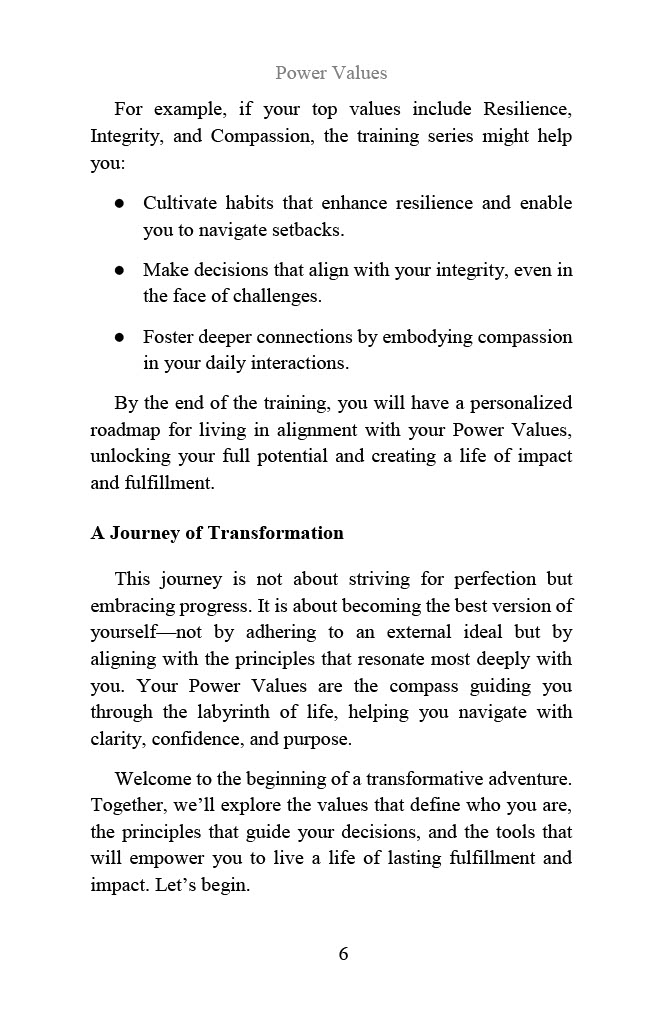 Power Values
For example, if your top values include Resilience,
Integrity, and Compassion, the training series might help
you:
● Cultivate habits that enhance resilience and enable
you to navigate setbacks.
● Make decisions that align with your integrity, even in
the face of challenges.
● Foster deeper connections by embodying compassion
in your daily interactions.
By the end of the training, you will have a personalized
roadmap for living in alignment with your Power Values,
unlocking your full potential and creating a life of impact
and fulfillment.
A Journey of Transformation
This journey is not about striving for perfection but
embracing progress. It is about becoming the best version of
yourself—not by adhering to an external ideal but by
aligning with the principles that resonate most deeply with
you. Your Power Values are the compass guiding you
through the labyrinth of life, helping you navigate with
clarity, confidence, and purpose.
Welcome to the beginning of a transformative adventure.
Together, we’ll explore the values that define who you are,
the principles that guide your decisions, and the tools that
will empower you to live a life of lasting fulfillment and
impact. Let’s begin.
6